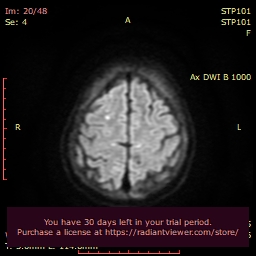 Im: 20/48
STP101
Se: 4
STP101
F
A
Ax DWI B 1000
R
L
You have 30 days left in your trial period.
Purchase a license at https://radiantviewer.com/store/